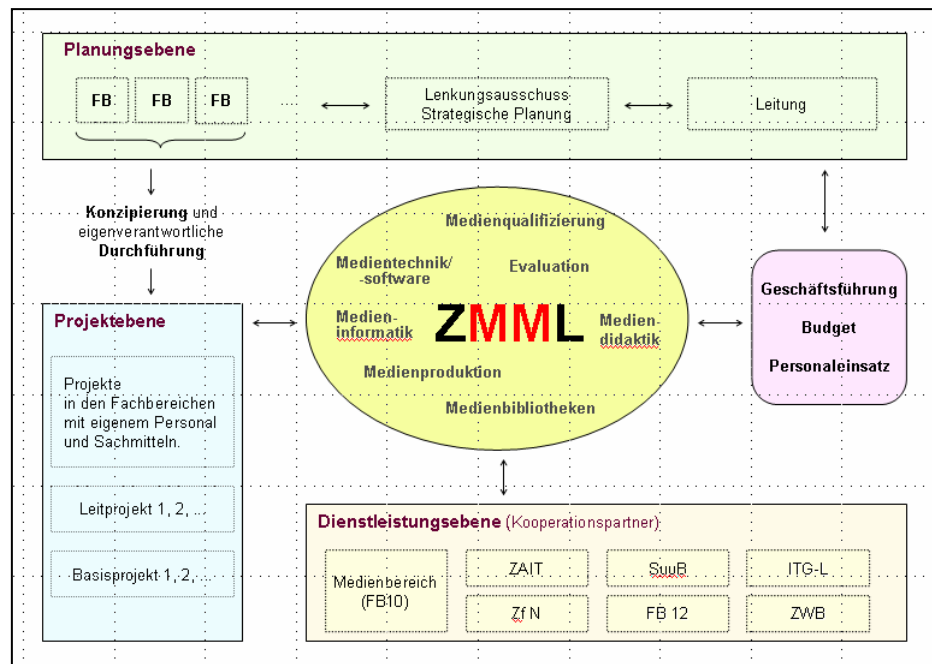 Planungsebene
FB FB FB ....
Lenkungsausschuss
Strategische Planung
Leitung
Konzipierung und
eigenverantwortliche
Durchführung
Medienqualifizierung
Medientechnik/
-software
Evaluation
Medien-
informatik
ZMML
Medien-
didaktik
Medienproduktion
Medienbibliotheken
Geschäftsführung
Budget
Personaleinsatz
Projektebene
Projekte
in den Fachbereichen
mit eigenem Personal
und Sachmitteln.
Leitprojekt 1, 2, ...
Basisprojekt 1, 2, ...
Dienstleistungsebene (Kooperationspartner)
Medienbereich
(FB10)
ZAIT SuuB ITG-L
Zf N FB 12 ZWB